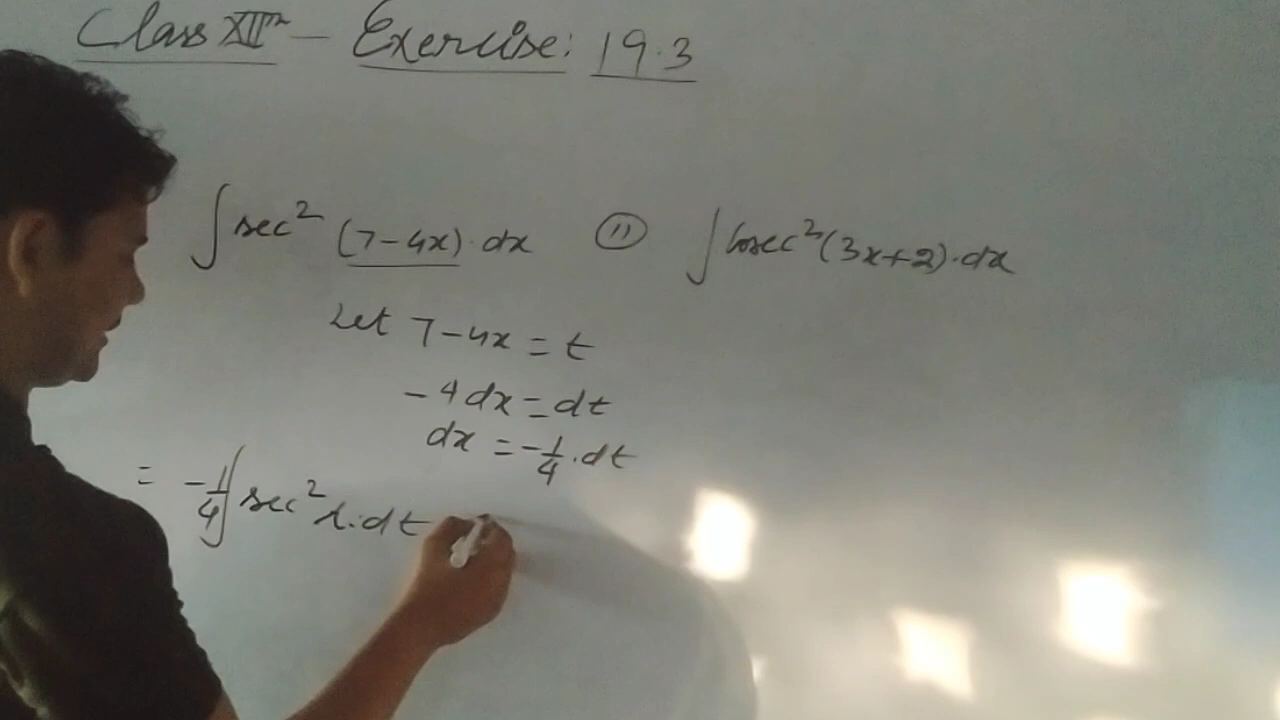 Class XIIth - Exercise: 19.3
∫ sec² (7-4x)·dx ⑪ ∫ cosec² (3x+2)·dx
Let 7-4x = t
-4dx = dt
dx = -1/4·dt
= -1/4 ∫ sec² t·dt